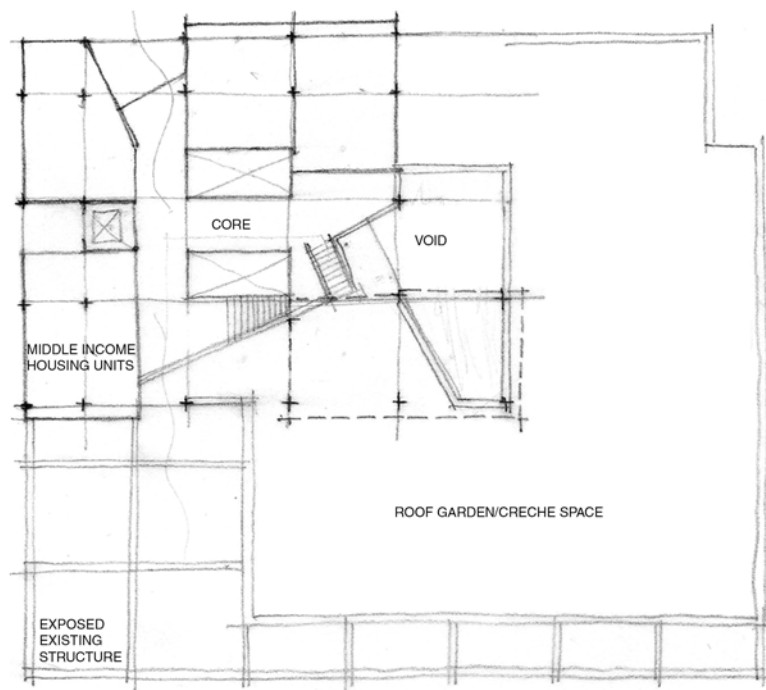 CORE
VOID
MIDDLE INCOME
HOUSING UNITS
ROOF GARDEN/CRECHE SPACE
EXPOSED
EXISTING
STRUCTURE